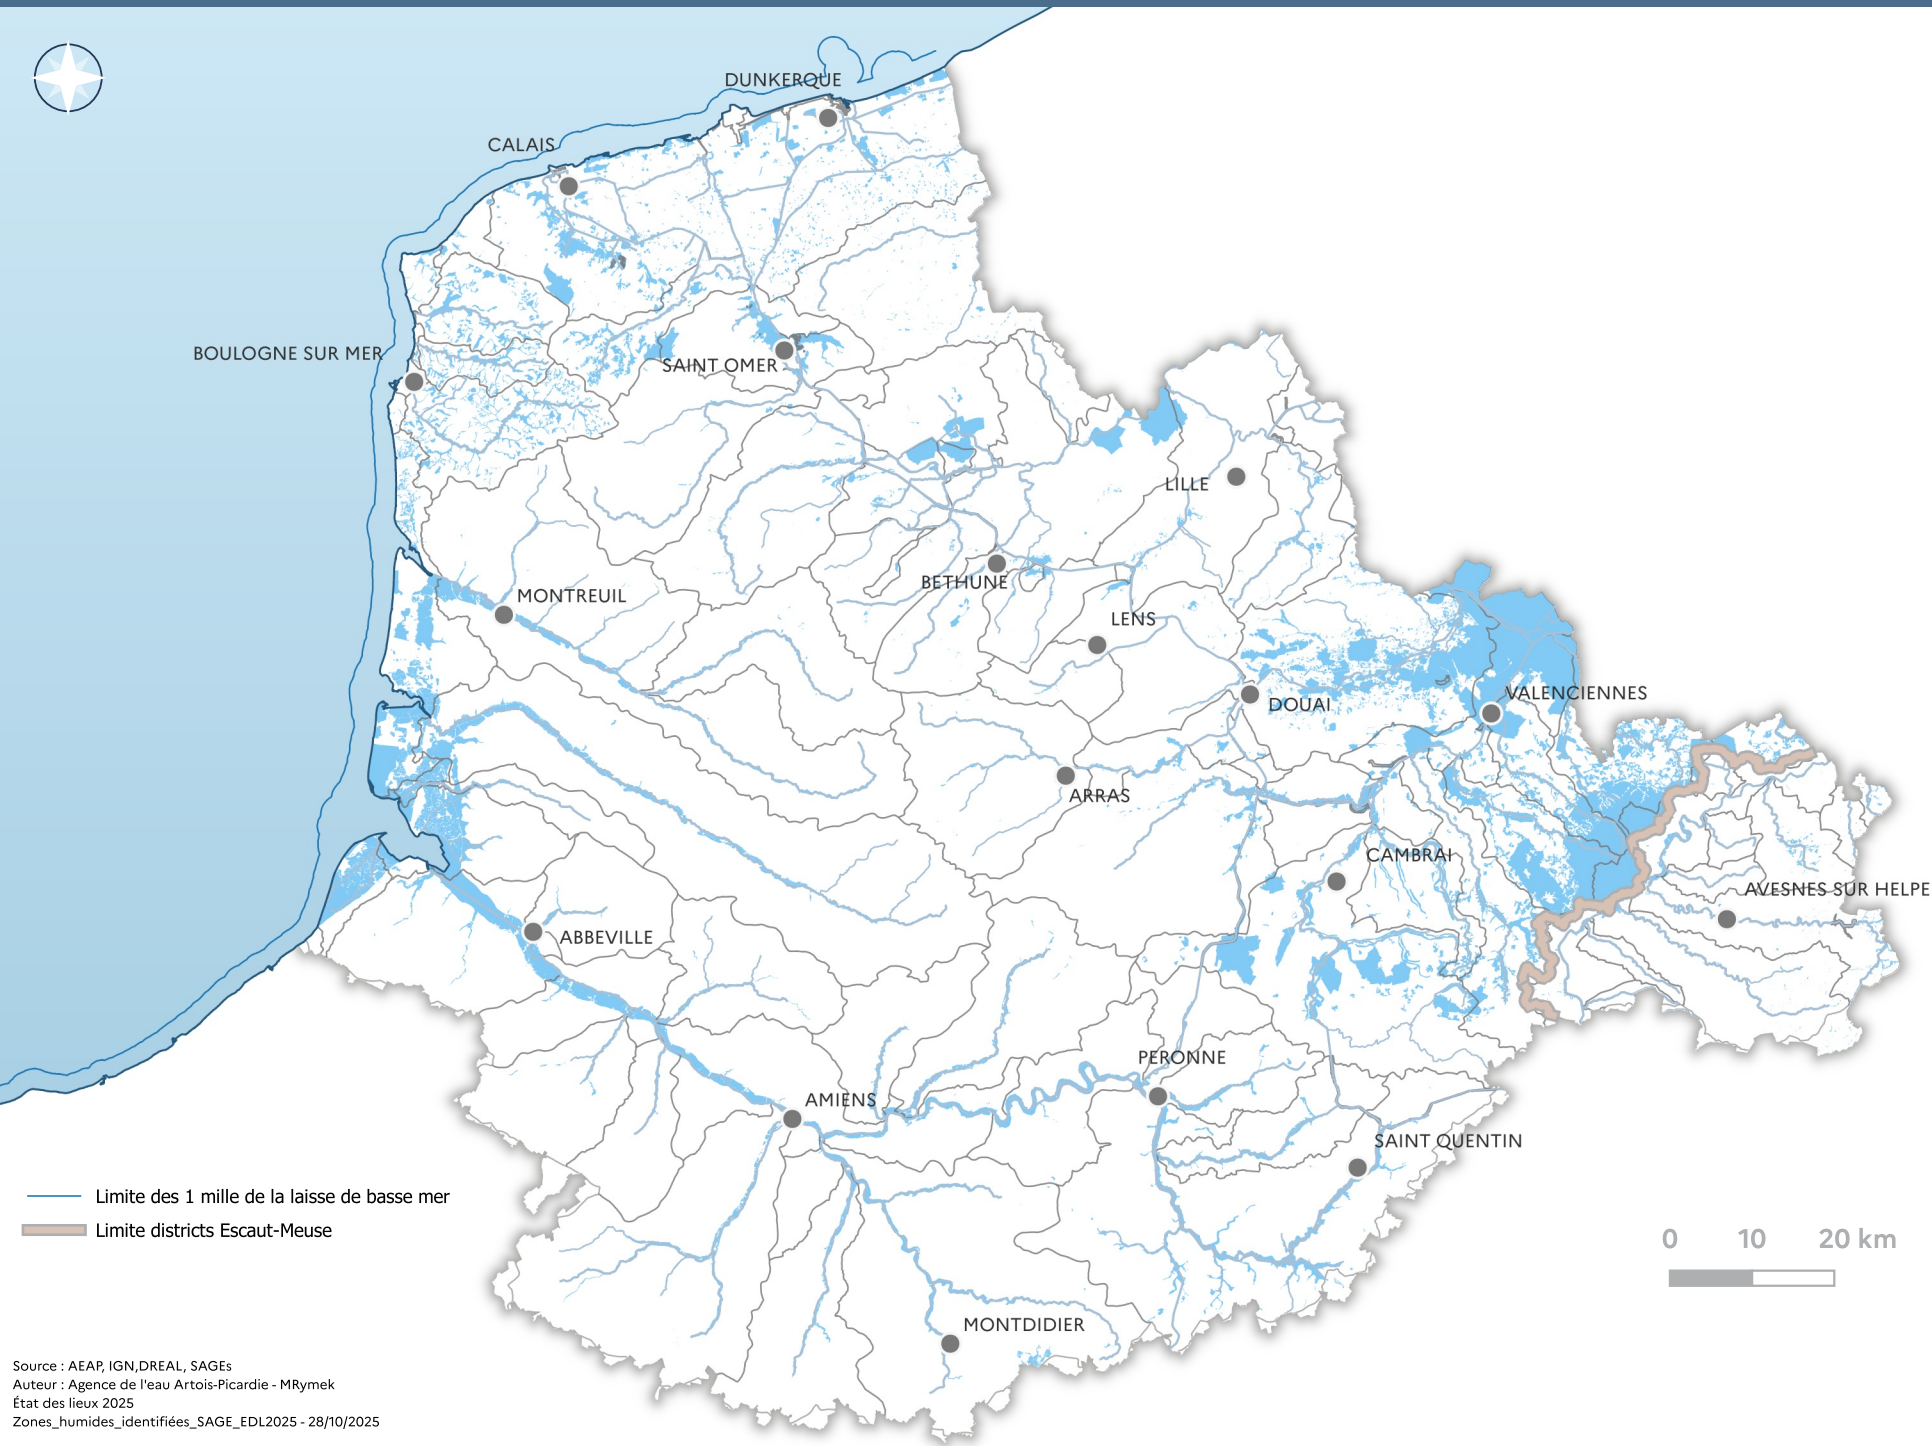 DUNKERQUE
CALAIS
BOULOGNE SUR MER
SAINT OMER
LILLE
BETHUNE
MONTREUIL
LENS
VALENCIENNES
DOUAI
ARRAS
CAMBRAI
AVESNES SUR HELPE
ABBEVILLE
PERONNE
AMIENS
SAINT QUENTIN
MONTDIDIER
Limite des 1 mille de la laisse de basse mer
Limite districts Escaut-Meuse
0 10 20 km
Source : AEAP, IGN,DREAL, SAGEs
Auteur : Agence de l'eau Artois-Picardie - MRymek
État des lieux 2025
Zones_humides_identifiées_SAGE_EDL2025 - 28/10/2025